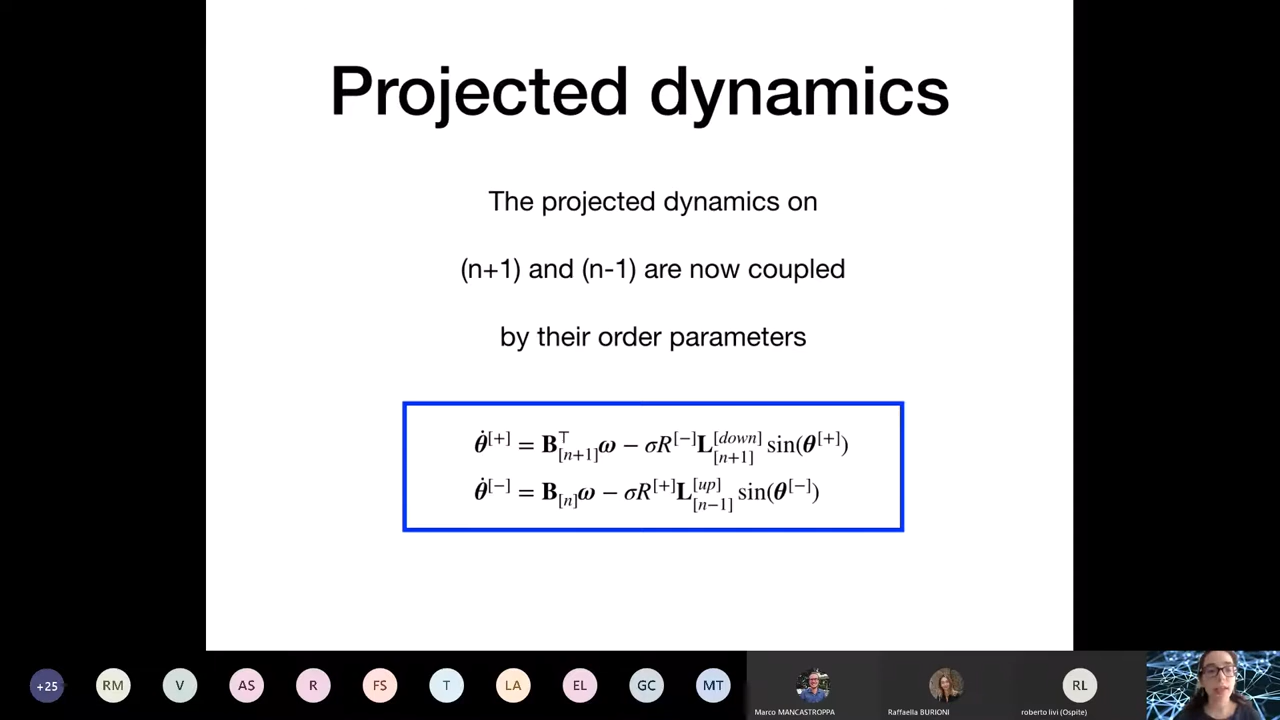 Projected dynamics
The projected dynamics on
(n+1) and (n-1) are now coupled
by their order parameters
θ̇^{[+]} = B^⊤_{[n+1]}ω − σR^{[−]}L^{[down]}_{[n+1]} sin(θ^{[+]})
θ̇^{[−]} = B_{[n]}ω − σR^{[+]}L^{[up]}_{[n−1]} sin(θ^{[−]})
+25 RM V AS R FS T LA EL GC MT RL
Marco MANCASTROPPA Raffaella BURIONI roberto livi (Ospite)